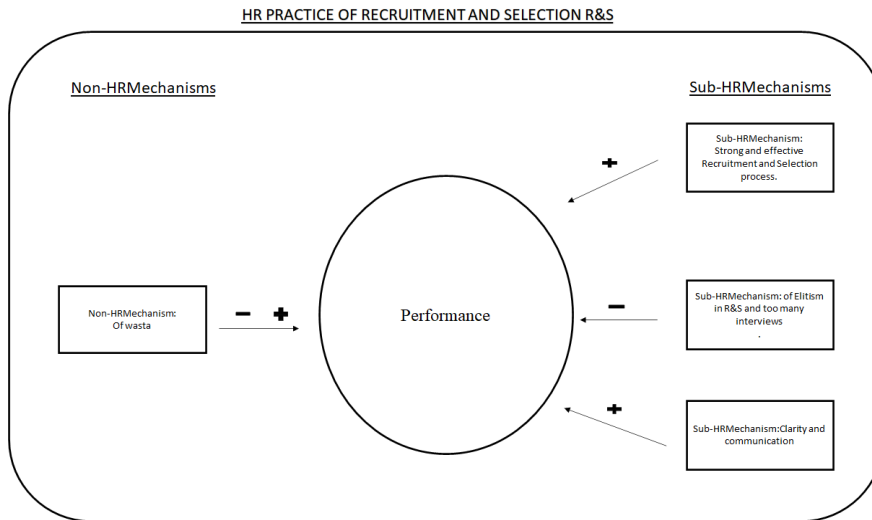 HR PRACTICE OF RECRUITMENT AND SELECTION R&S
Non-HRMechanisms
Sub-HRMechanisms
Sub-HRMechanism:
Strong and effective
Recruitment and Selection
process.
+
Non-HRMechanism:
Of wasta
− +
Performance
−
Sub-HRMechanism: of Elitism
in R&S and too many
interviews
.
+
Sub-HRMechanism:Clarity and
communication